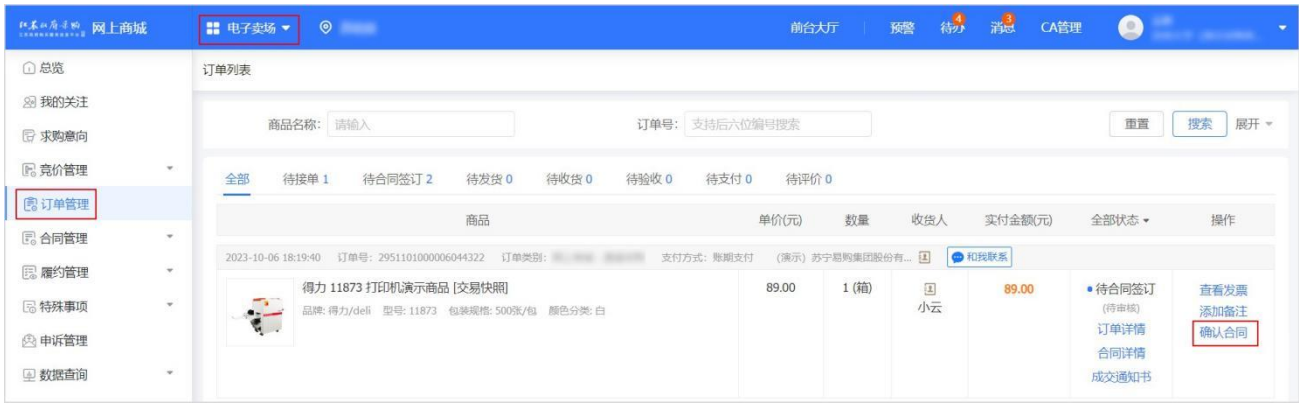 网上商城 电子卖场 前台大厅 预警 待办 4 消息 3 CA管理
总览
我的关注
求购意向
竞价管理
订单管理
合同管理
履约管理
特殊事项
申诉管理
数据查询
订单列表
商品名称： 请输入 订单号： 支持后六位编号搜索 重置 搜索 展开
全部 待接单 1 待合同签订 2 待发货 0 待收货 0 待验收 0 待支付 0 待评价 0
商品 单价(元) 数量 收货人 实付金额(元) 全部状态 操作
2023-10-06 18:19:40 订单号：2951101000006044322 订单类别： 支付方式：账期支付 (演示) 苏宁易购集团股份有... 和我联系
得力 11873 打印机演示商品 [交易快照] 89.00 1 (箱) 89.00 待合同签订 查看发票
品牌: 得力/deli 型号: 11873 包装规格: 500张/包 颜色分类: 白 小云 (待审核) 添加备注
订单详情 确认合同
合同详情
成交通知书